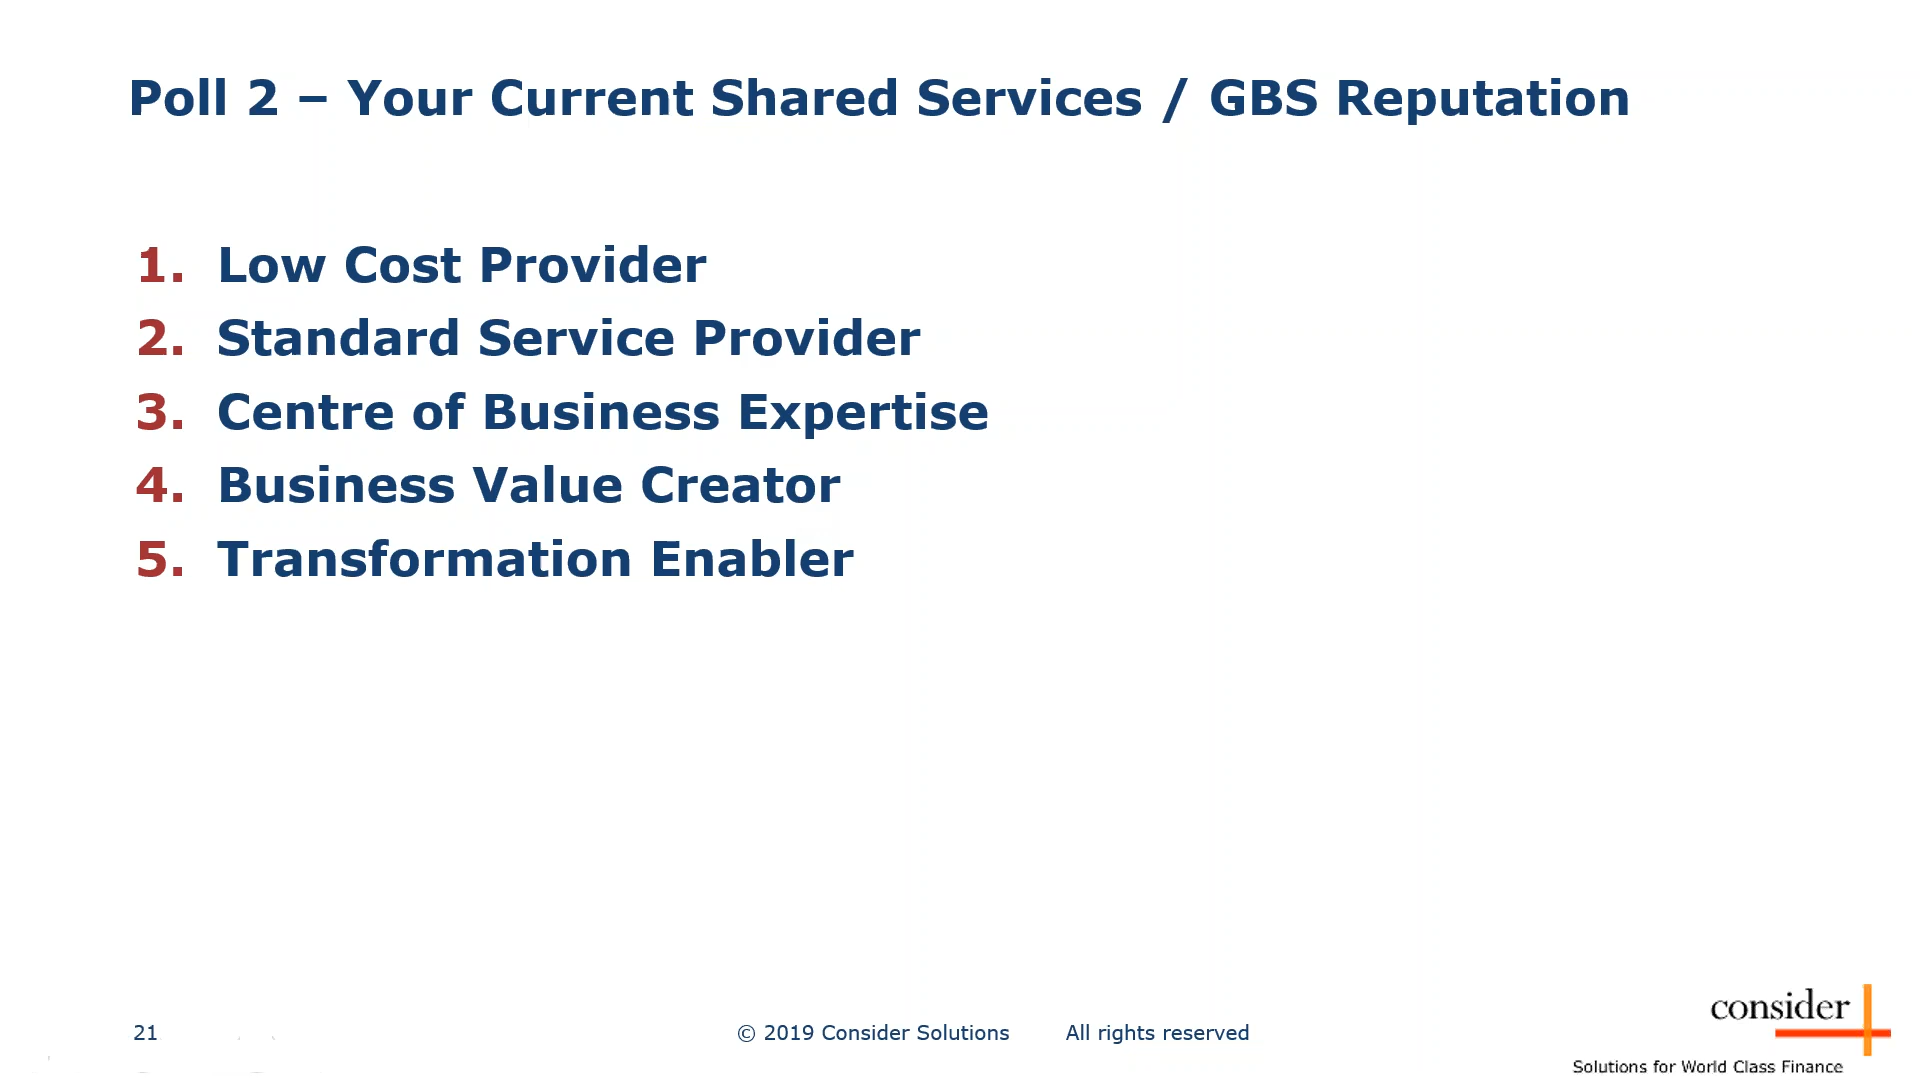 Poll 2 – Your Current Shared Services / GBS Reputation
1. Low Cost Provider
2. Standard Service Provider
3. Centre of Business Expertise
4. Business Value Creator
5. Transformation Enabler
21
© 2019 Consider Solutions All rights reserved
consider
Solutions for World Class Finance